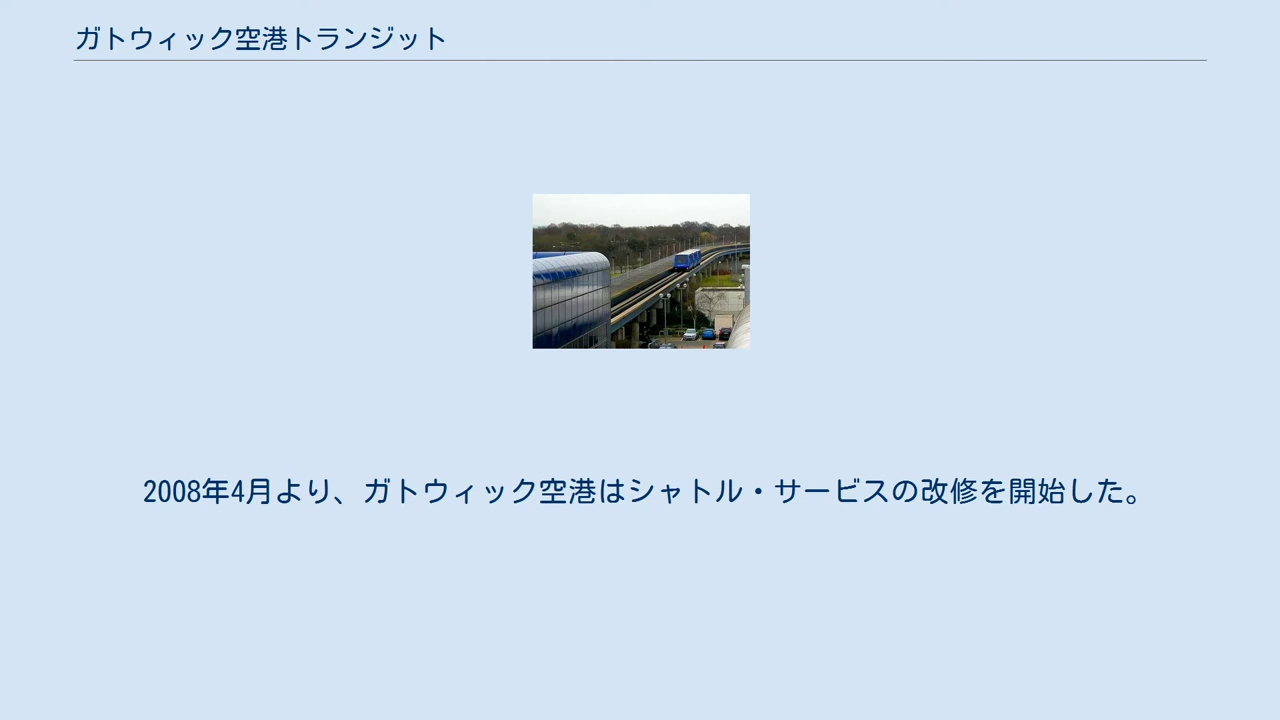 ガトウィック空港トランジット
2008年4月より、ガトウィック空港はシャトル・サービスの改修を開始した。